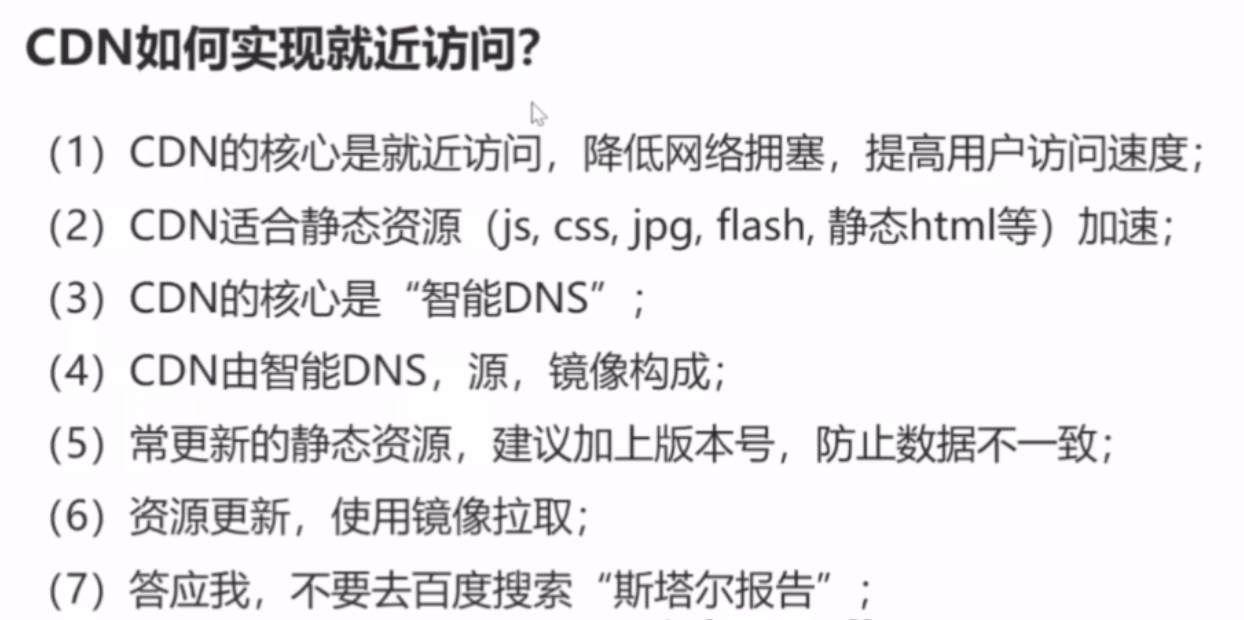 CDN如何实现就近访问?
（1）CDN的核心是就近访问，降低网络拥塞，提高用户访问速度；
（2）CDN适合静态资源（js, css, jpg, flash, 静态html等）加速；
（3）CDN的核心是“智能DNS”；
（4）CDN由智能DNS，源，镜像构成；
（5）常更新的静态资源，建议加上版本号，防止数据不一致；
（6）资源更新，使用镜像拉取；
（7）答应我，不要去百度搜索“斯塔尔报告”；